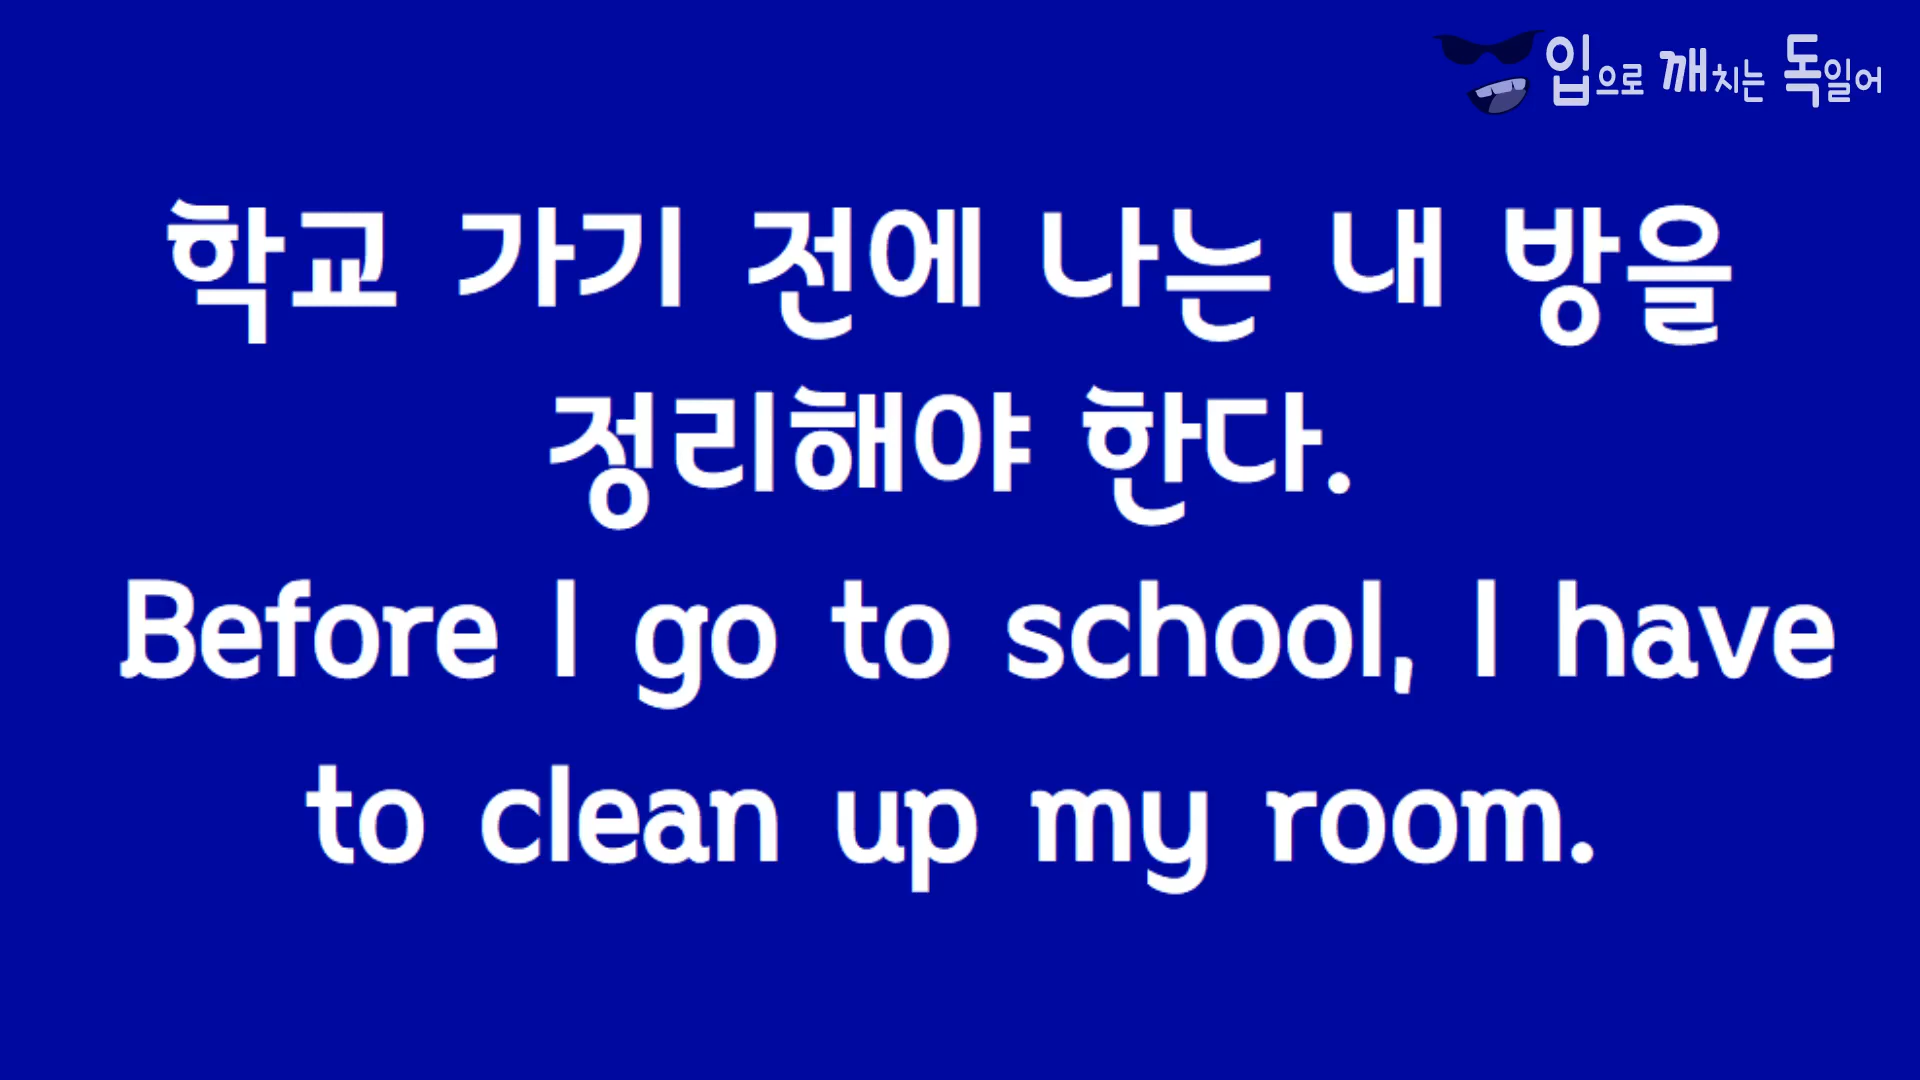 입으로 깨치는 독일어
학교 가기 전에 나는 내 방을
정리해야 한다.
Before I go to school, I have
to clean up my room.